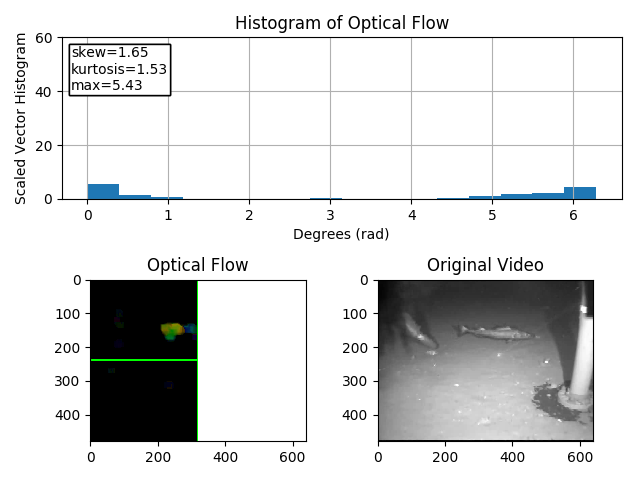 Histogram of Optical Flow
Scaled Vector Histogram
60
40
20
0
skew=1.65
kurtosis=1.53
max=5.43
0 1 2 3 4 5 6
Degrees (rad)
Optical Flow
0
100
200
300
400
0 200 400 600
Original Video
0
100
200
300
400
0 200 400 600